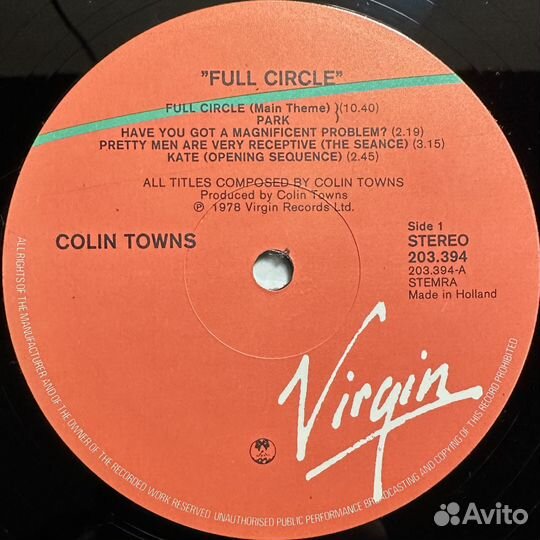 "FULL CIRCLE"
FULL CIRCLE (Main Theme) )(10.40)
PARK )
HAVE YOU GOT A MAGNIFICENT PROBLEM? (2.19)
PRETTY MEN ARE VERY RECEPTIVE (THE SEANCE) (3.15)
KATE (OPENING SEQUENCE) (2.45)
ALL TITLES COMPOSED BY COLIN TOWNS
Produced by Colin Towns
℗ 1978 Virgin Records Ltd.
COLIN TOWNS
Side 1
STEREO
203.394
203.394-A
STEMRA
Made in Holland
Virgin
ALL RIGHTS OF THE MANUFACTURER AND OF THE OWNER OF THE RECORDED WORK RESERVED. UNAUTHORISED PUBLIC PERFORMANCE BROADCASTING AND COPYING OF THIS RECORD PROHIBITED
Avito